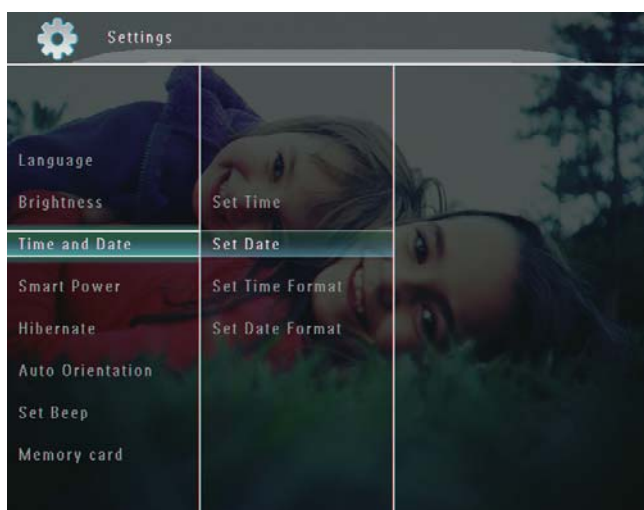 Settings
Language
Brightness
Time and Date
Smart Power
Hibernate
Auto Orientation
Set Beep
Memory card
Set Time
Set Date
Set Time Format
Set Date Format